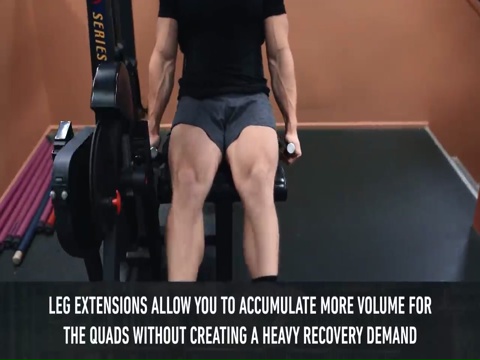 SERIES
LEG EXTENSIONS ALLOW YOU TO ACCUMULATE MORE VOLUME FOR
THE QUADS WITHOUT CREATING A HEAVY RECOVERY DEMAND